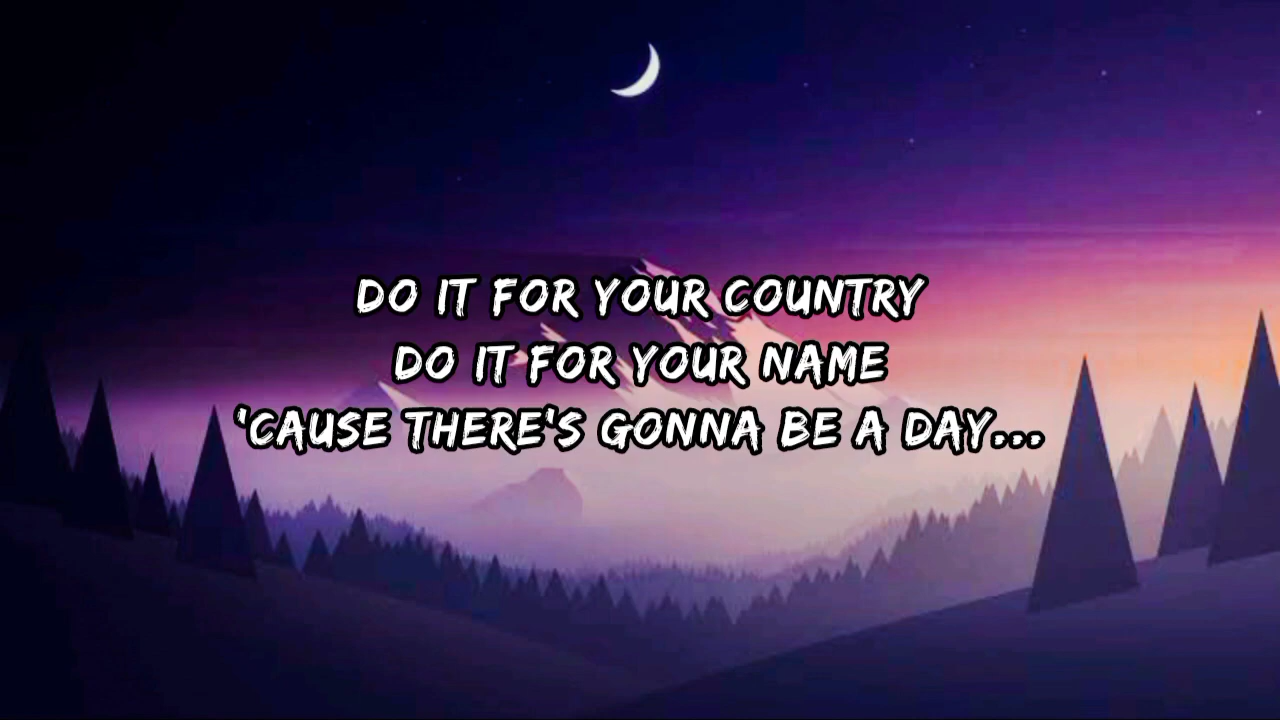 DO IT FOR YOUR COUNTRY
DO IT FOR YOUR NAME
'CAUSE THERE'S GONNA BE A DAY...